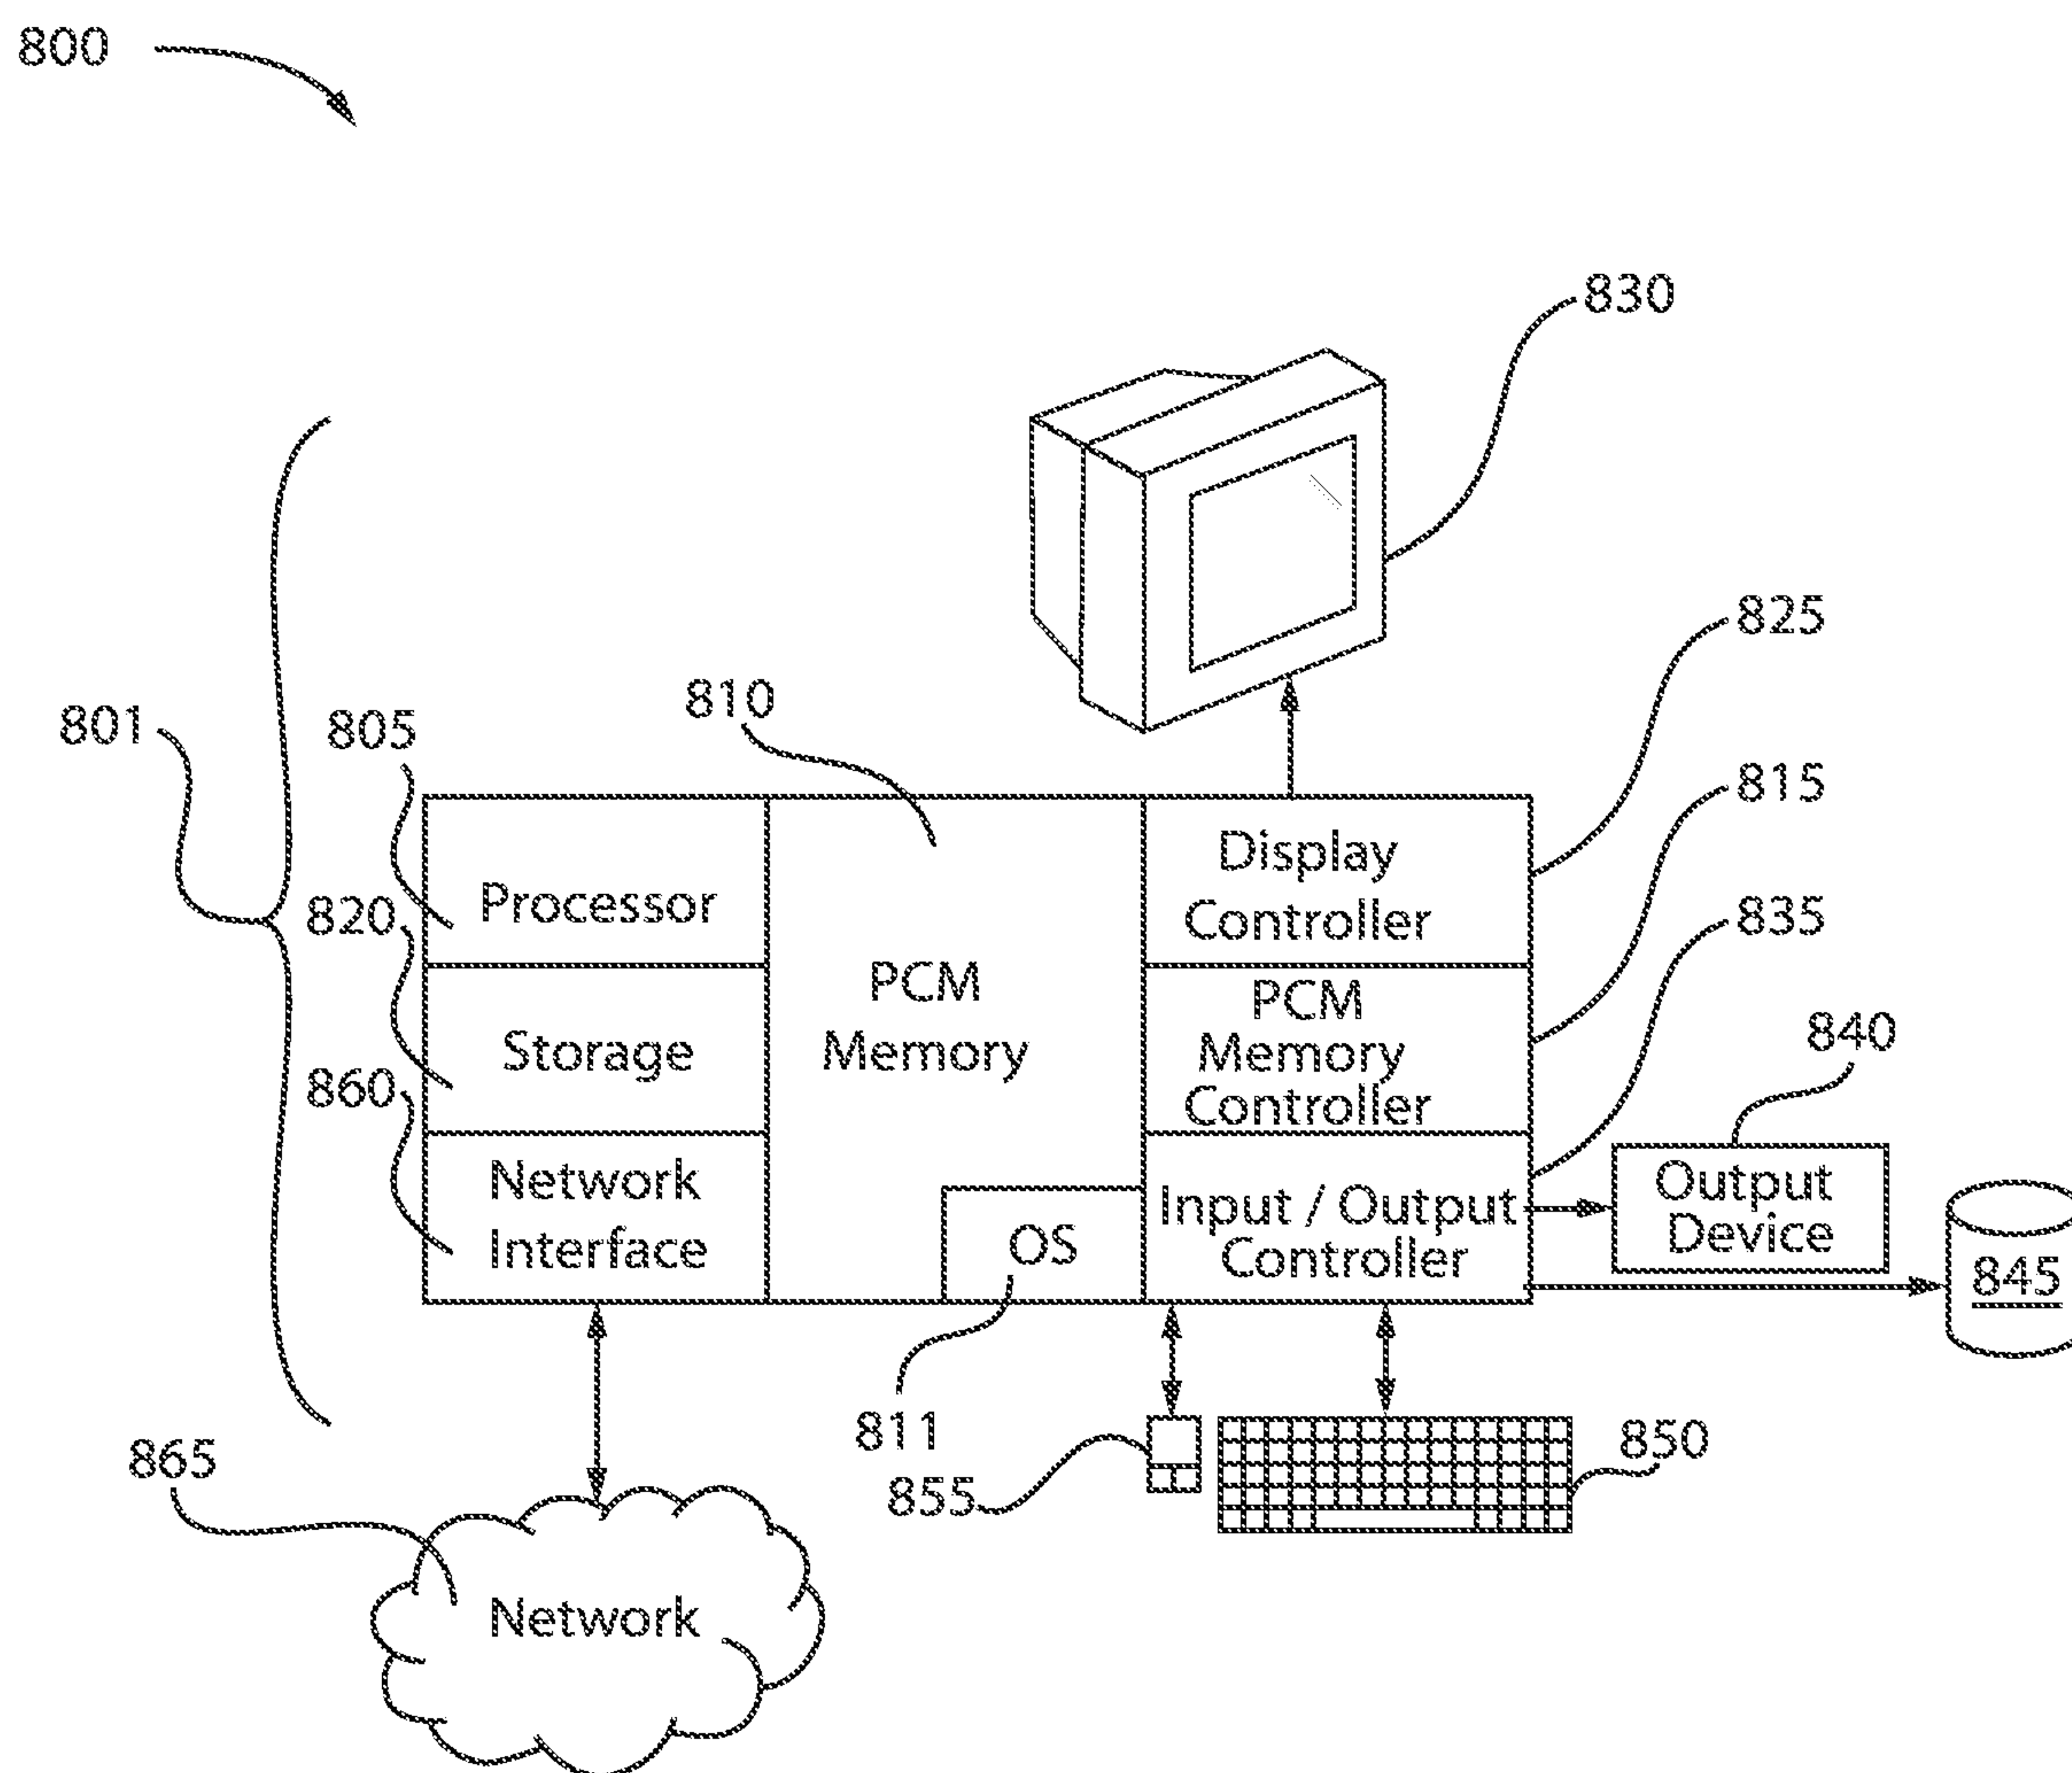 800
830
825
801
805
810
815
Processor
Display
Controller
820
835
PCM
Memory
PCM
Memory
Controller
Storage
840
860
Network
Interface
OS
Input / Output
Controller
Output
Device
845
811
865
855
850
Network